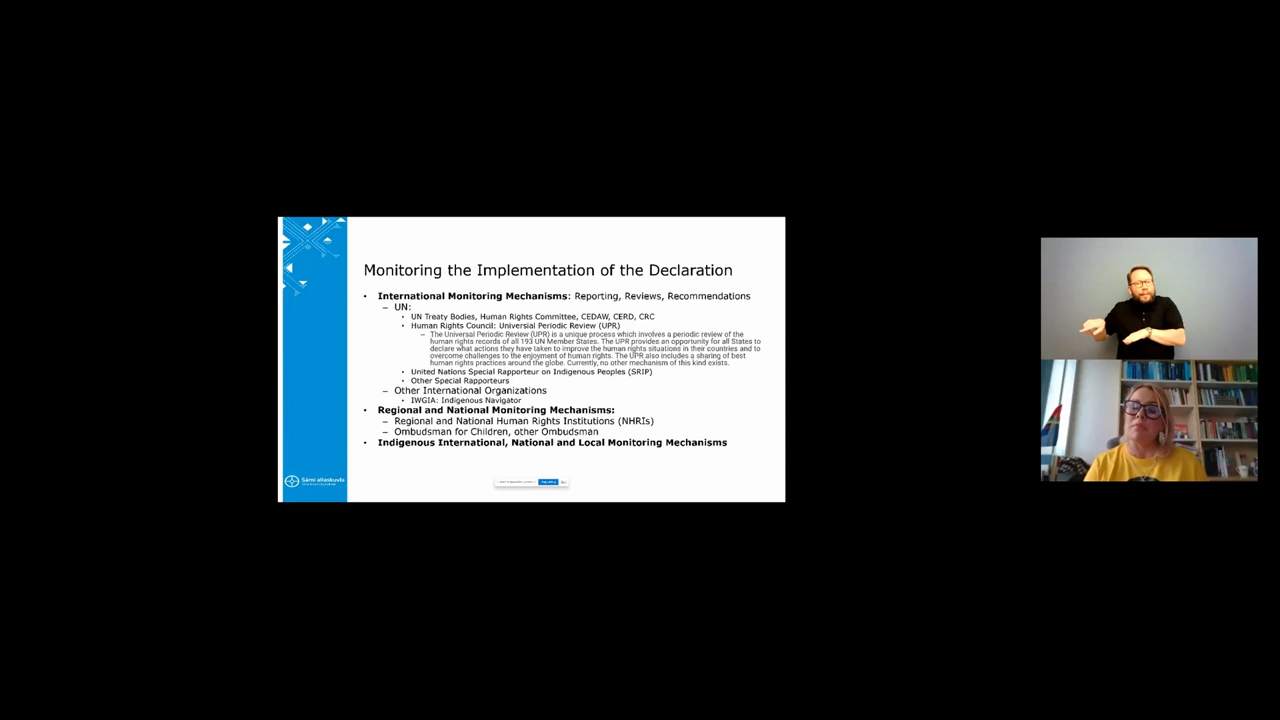 Monitoring the Implementation of the Declaration
• International Monitoring Mechanisms: Reporting, Reviews, Recommendations
– UN:
• UN Treaty Bodies, Human Rights Committee, CEDAW, CERD, CRC
• Human Rights Council: Universial Periodic Review (UPR)
– The Universal Periodic Review (UPR) is a unique process which involves a periodic review of the
human rights records of all 193 UN Member States. The UPR provides an opportunity for all States to
declare what actions they have taken to improve the human rights situations in their countries and to
overcome challenges to the enjoyment of human rights. The UPR also includes a sharing of best
human rights practices around the globe. Currently, no other mechanism of this kind exists.
• United Nations Special Rapporteur on Indigenous Peoples (SRIP)
• Other Special Rapporteurs
– Other International Organizations
• IWGIA: Indigenous Navigator
• Regional and National Monitoring Mechanisms:
– Regional and National Human Rights Institutions (NHRIs)
– Ombudsman for Children, other Ombudsman
• Indigenous International, National and Local Monitoring Mechanisms
Sámi allaskuvla